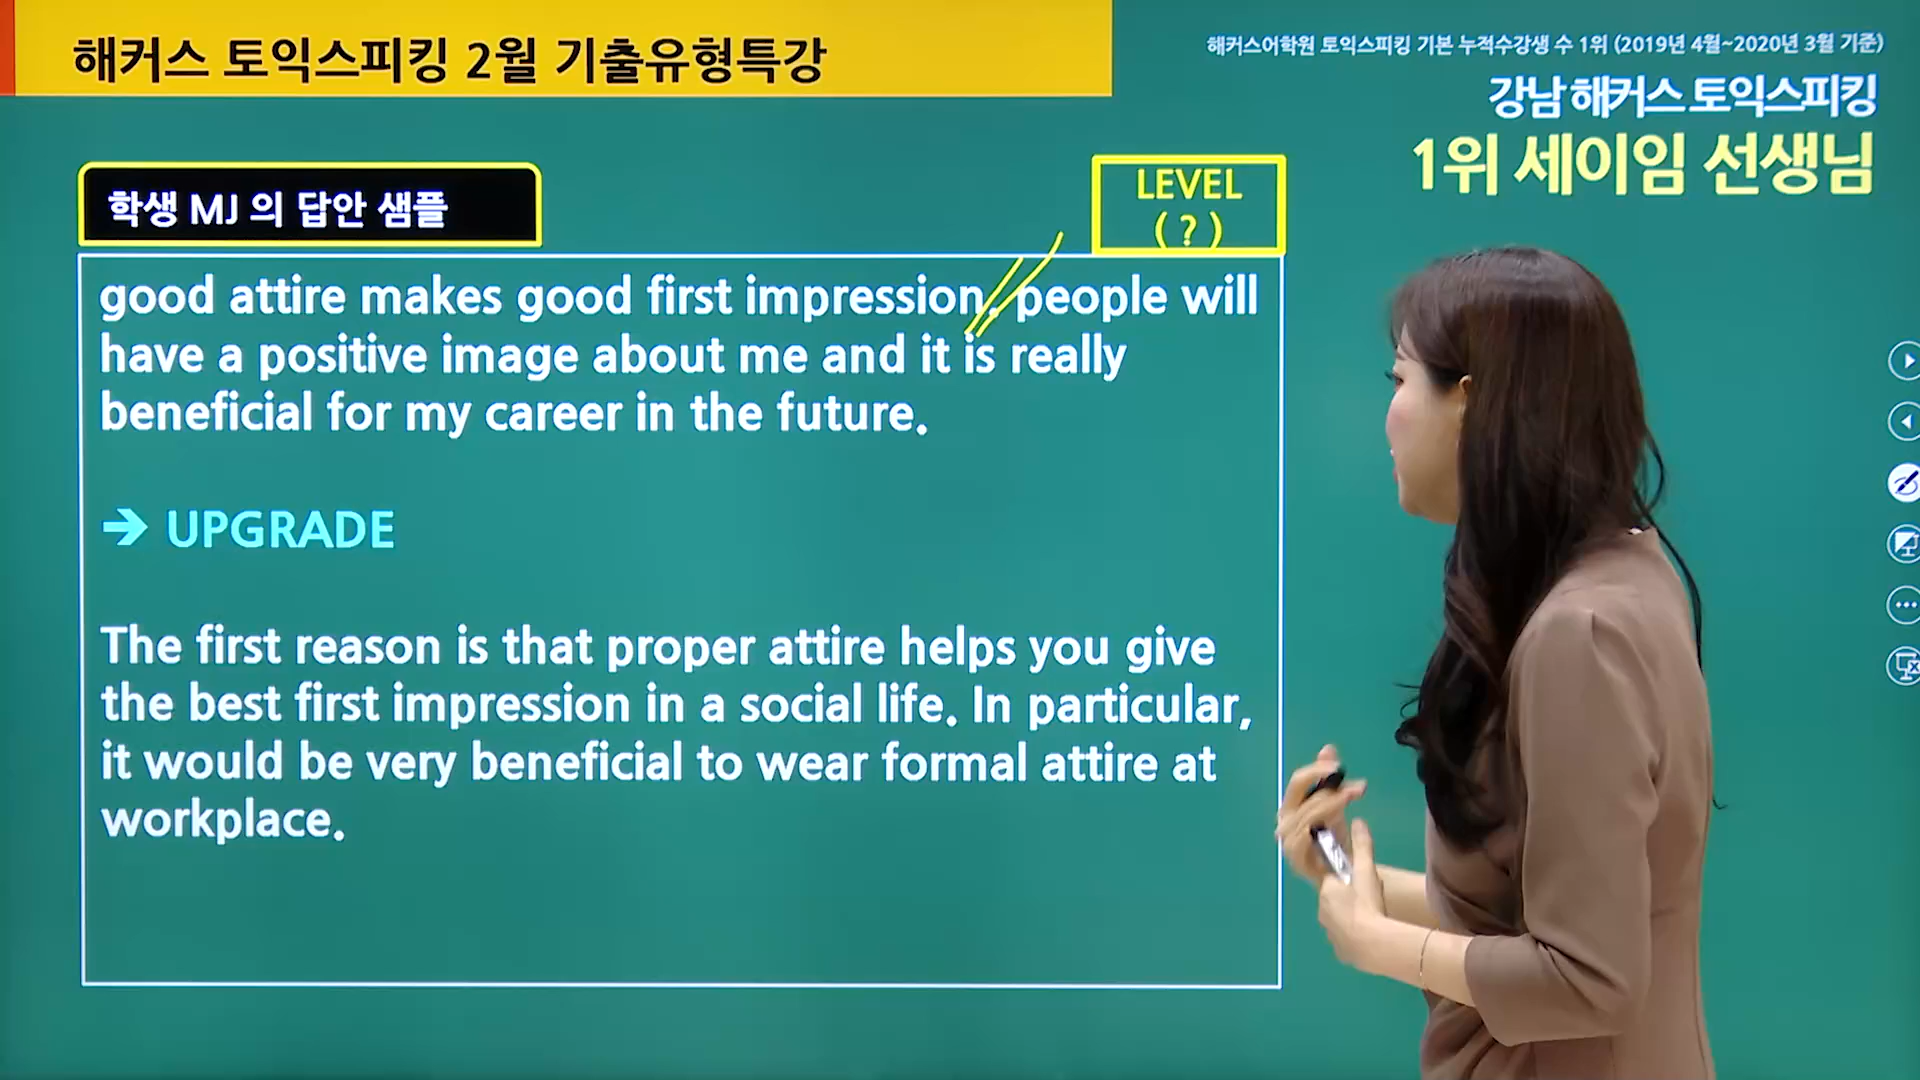 해커스 토익스피킹 2월 기출유형특강
해커스어학원 토익스피킹 기본 누적수강생 수 1위 (2019년 4월~2020년 3월 기준)
강남 해커스 토익스피킹
1위 세이임 선생님
학생 MJ 의 답안 샘플
LEVEL
( ? )
good attire makes good first impression, people will
have a positive image about me and it is really
beneficial for my career in the future.
→ UPGRADE
The first reason is that proper attire helps you give
the best first impression in a social life. In particular,
it would be very beneficial to wear formal attire at
workplace.